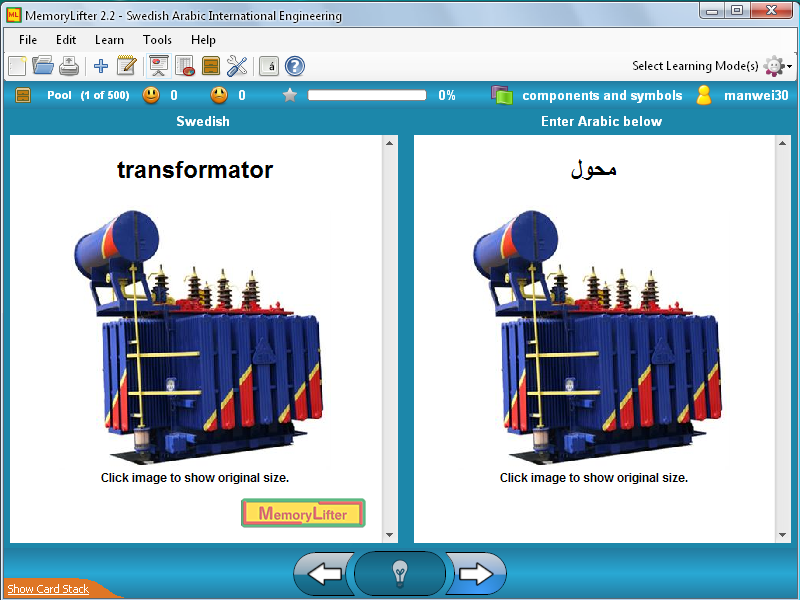 MemoryLifter 2.2 - Swedish Arabic International Engineering
File Edit Learn Tools Help
Select Learning Mode(s)
Pool (1 of 500) 0 0 0% components and symbols manwei30
Swedish
Enter Arabic below
transformator
محول
Click image to show original size.
Click image to show original size.
MemoryLifter
Show Card Stack